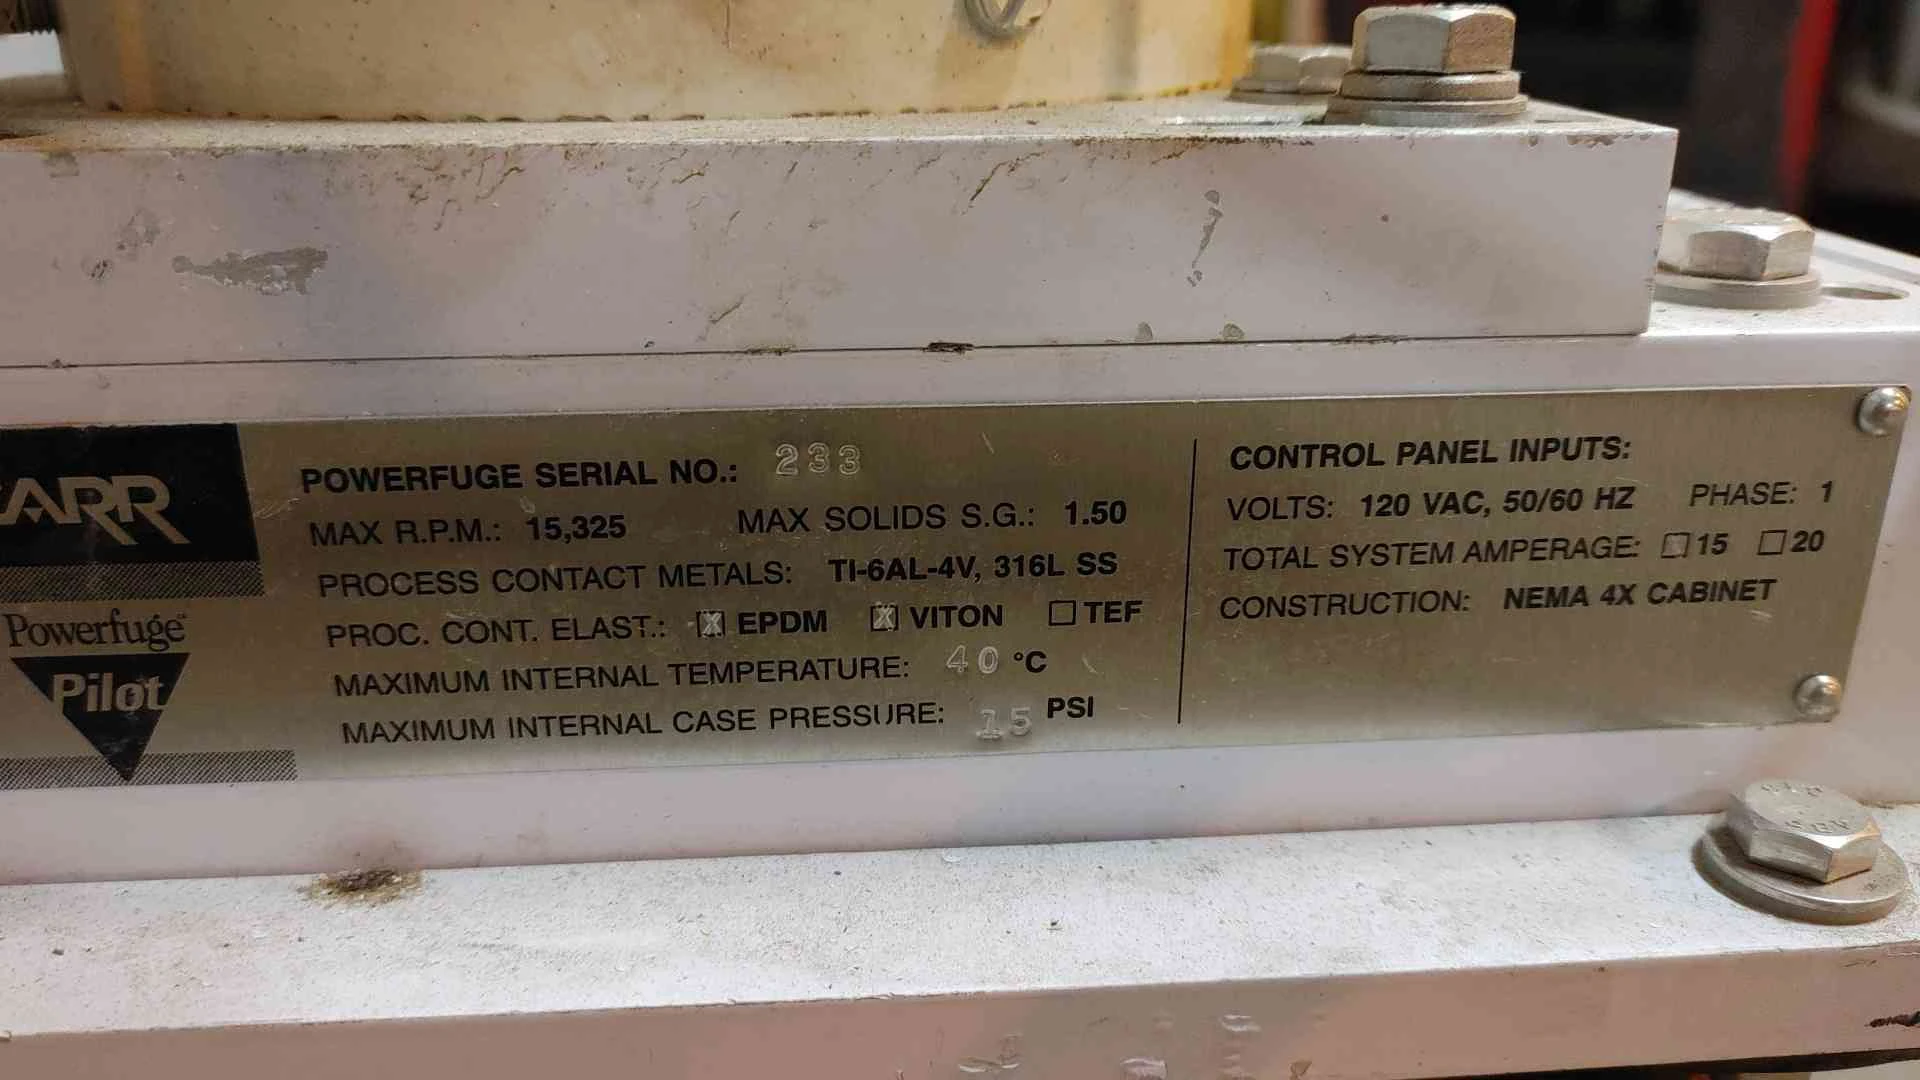 CARR
Powerfuge™
Pilot
POWERFUGE SERIAL NO.: 233
MAX R.P.M.: 15,325 MAX SOLIDS S.G.: 1.50
PROCESS CONTACT METALS: TI-6AL-4V, 316L SS
PROC. CONT. ELAST.: ☒ EPDM ☒ VITON ☐ TEF
MAXIMUM INTERNAL TEMPERATURE: 40 °C
MAXIMUM INTERNAL CASE PRESSURE: 15 PSI
CONTROL PANEL INPUTS:
VOLTS: 120 VAC, 50/60 HZ PHASE: 1
TOTAL SYSTEM AMPERAGE: ☐ 15 ☐ 20
CONSTRUCTION: NEMA 4X CABINET